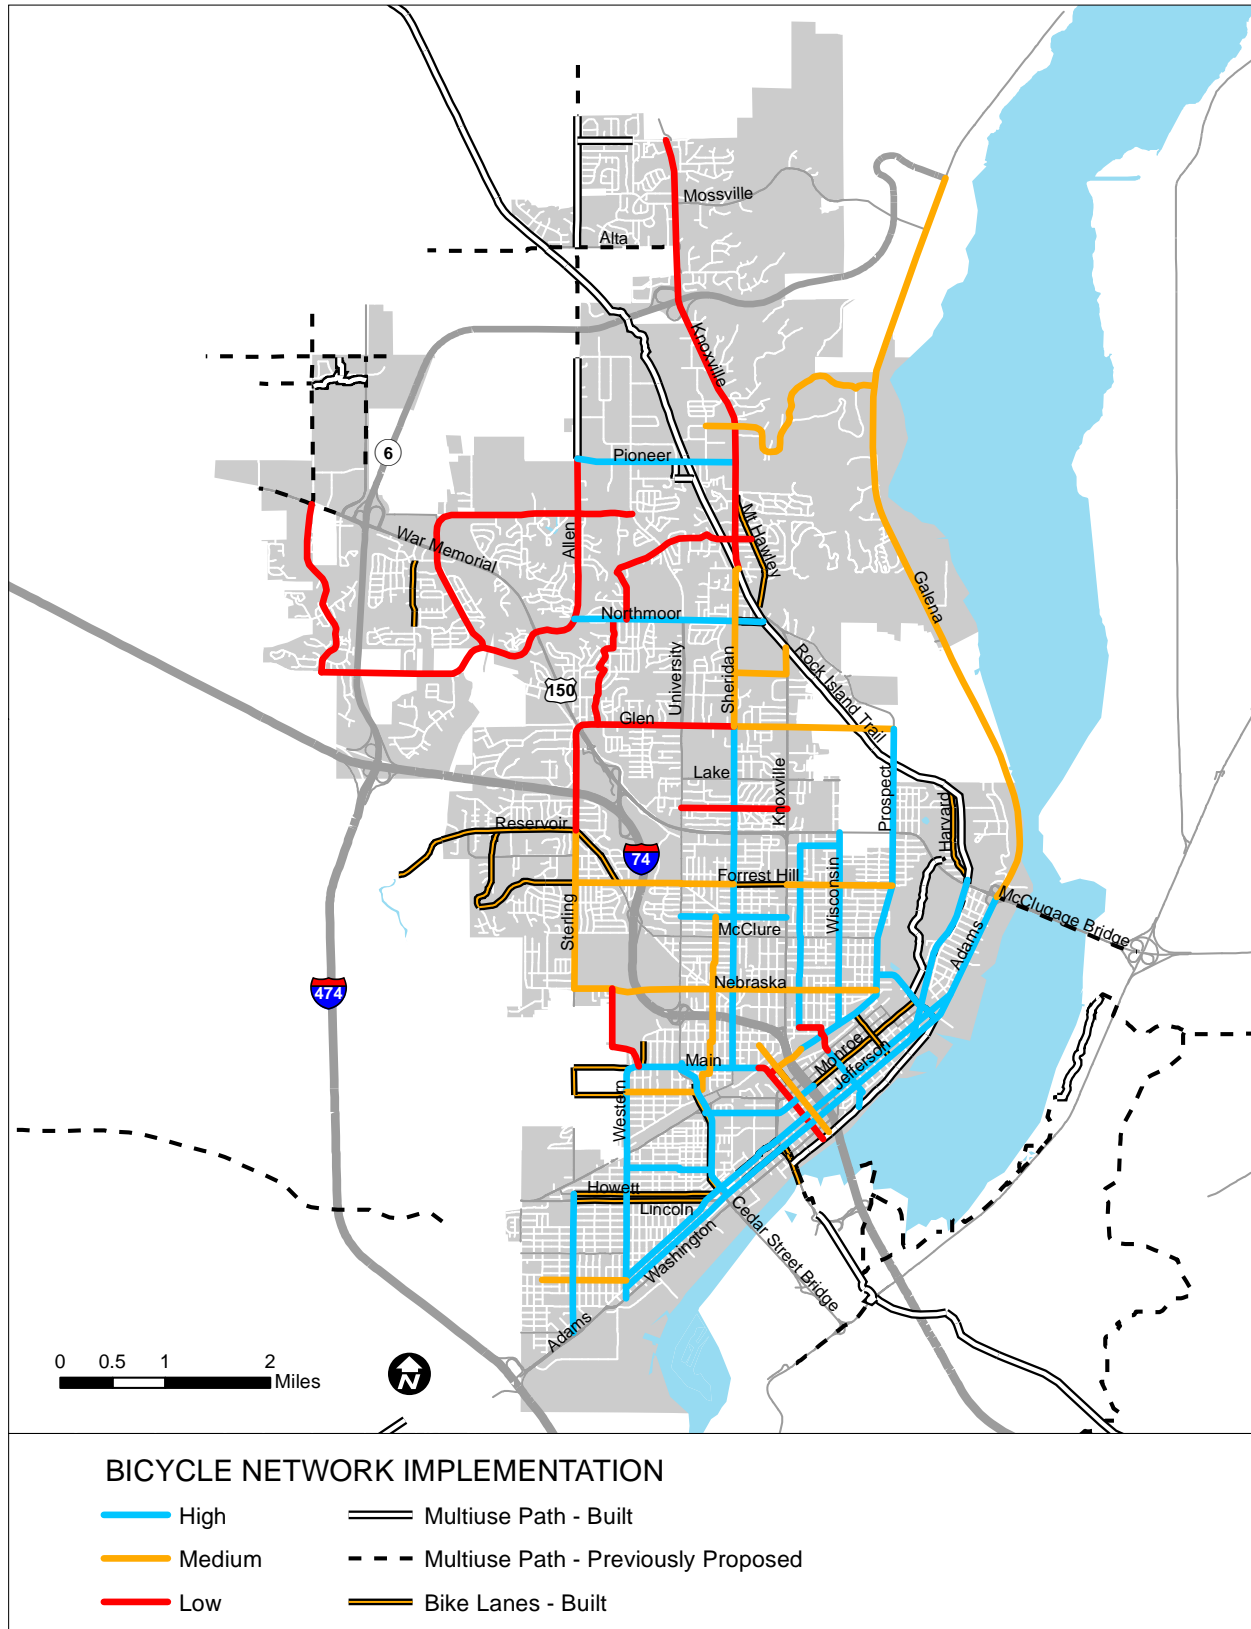 Mossville
Alta
Knoxville
6
Pioneer
War Memorial
Allen
Mt Hawley
Galena
Northmoor
University
Sheridan
Rock Island Trail
150
Glen
Lake
Knoxville
Prospect
Harvard
Reservoir
74
Forrest Hill
Wisconsin
McClugage Bridge
Sterling
McClure
Adams
Nebraska
474
Monroe
Jefferson
Main
Western
Howett
Lincoln
Cedar Street Bridge
Washington
Adams
0 0.5 1 2
Miles
N
BICYCLE NETWORK IMPLEMENTATION
High
Multiuse Path - Built
Medium
Multiuse Path - Previously Proposed
Low
Bike Lanes - Built